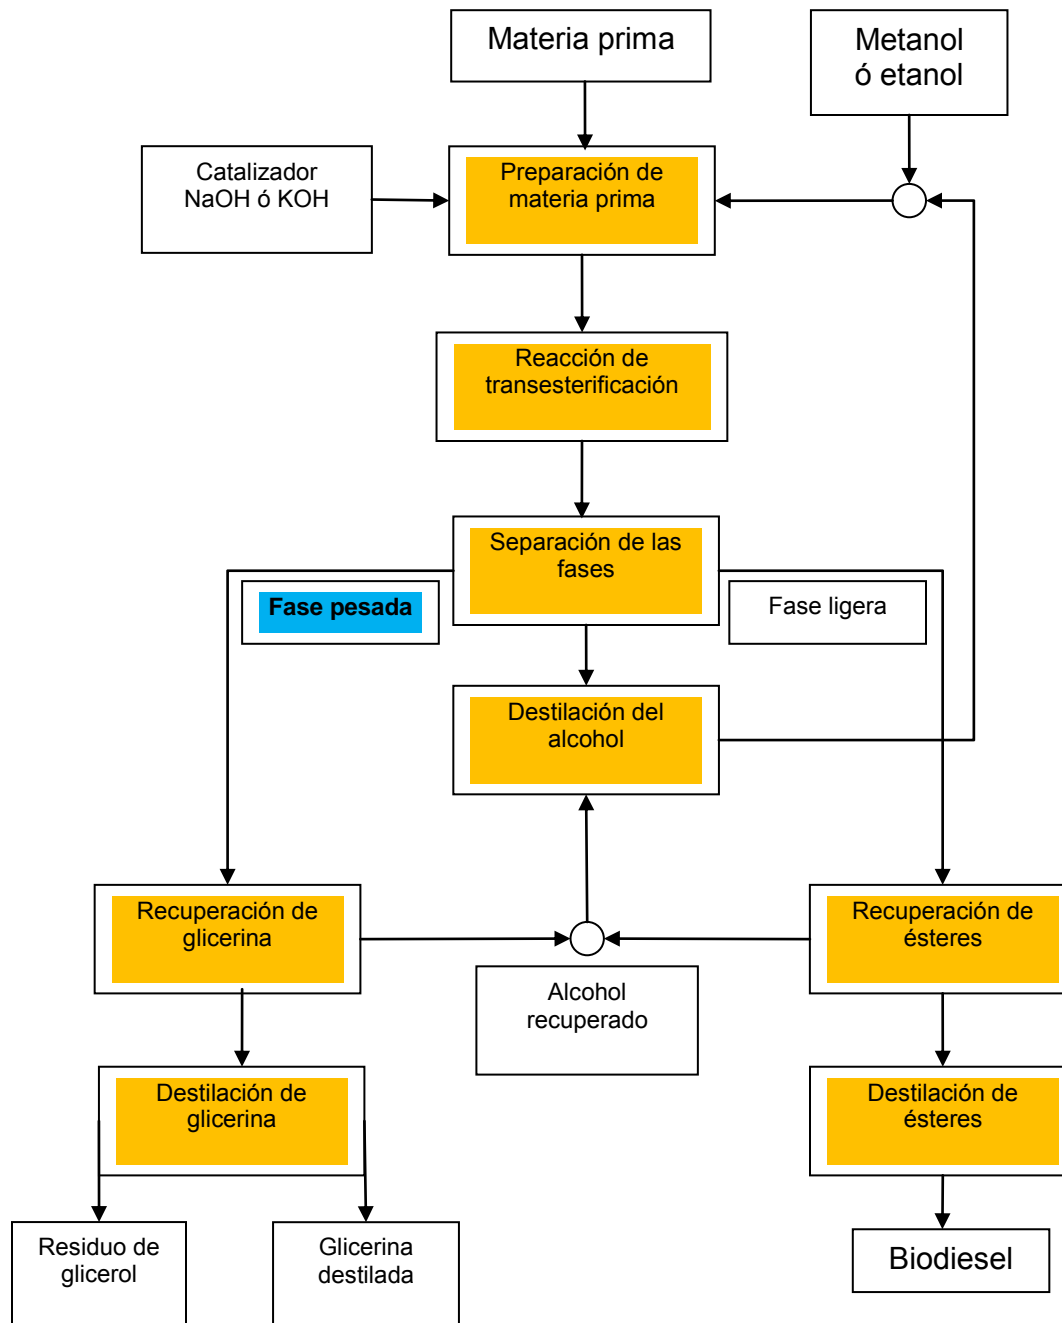 Materia prima
Metanol
ó etanol
Catalizador
NaOH ó KOH
Preparación de
materia prima
Reacción de
transesterificación
Separación de las
fases
Fase pesada
Fase ligera
Destilación del
alcohol
Recuperación de
glicerina
Recuperación de
ésteres
Alcohol
recuperado
Destilación de
glicerina
Destilación de
ésteres
Residuo de
glicerol
Glicerina
destilada
Biodiesel